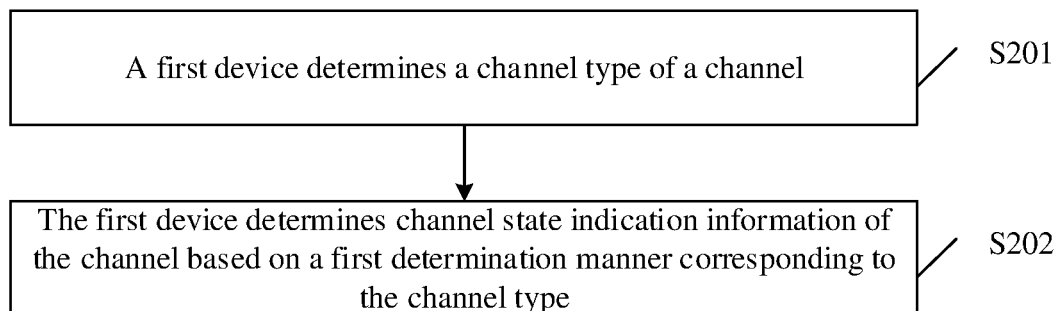 A first device determines a channel type of a channel
S201
The first device determines channel state indication information of
the channel based on a first determination manner corresponding to
the channel type
S202